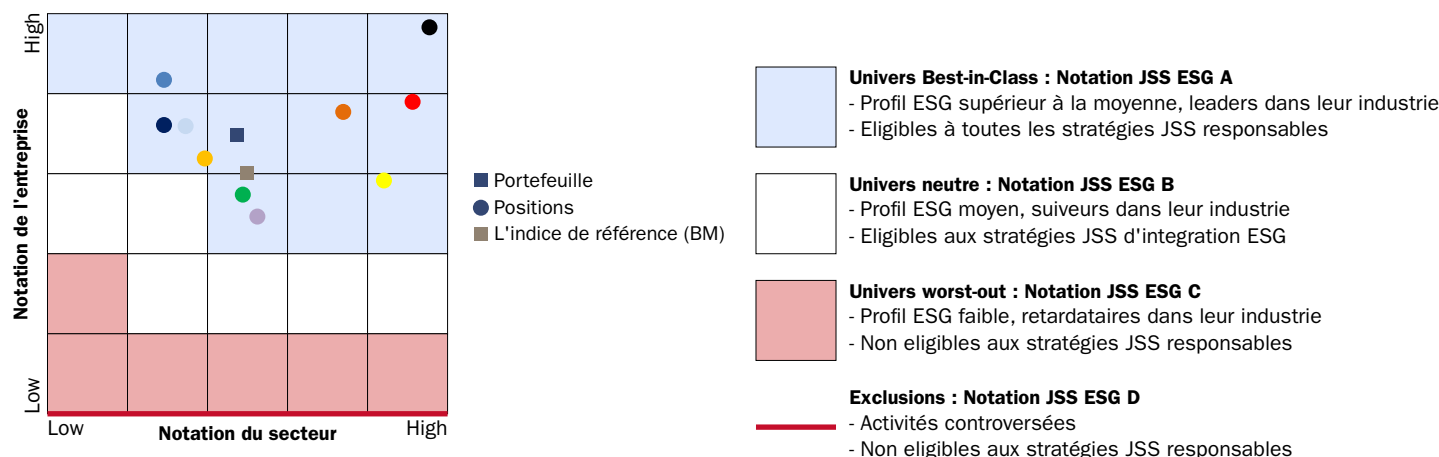 High
Notation de l'entreprise
Low
Low
Notation du secteur
High
Portefeuille
Positions
L'indice de référence (BM)
Univers Best-in-Class : Notation JSS ESG A
- Profil ESG supérieur à la moyenne, leaders dans leur industrie
- Eligibles à toutes les stratégies JSS responsables
Univers neutre : Notation JSS ESG B
- Profil ESG moyen, suiveurs dans leur industrie
- Eligibles aux stratégies JSS d'integration ESG
Univers worst-out : Notation JSS ESG C
- Profil ESG faible, retardataires dans leur industrie
- Non eligibles aux stratégies JSS responsables
Exclusions : Notation JSS ESG D
- Activités controversées
- Non eligibles aux stratégies JSS responsables